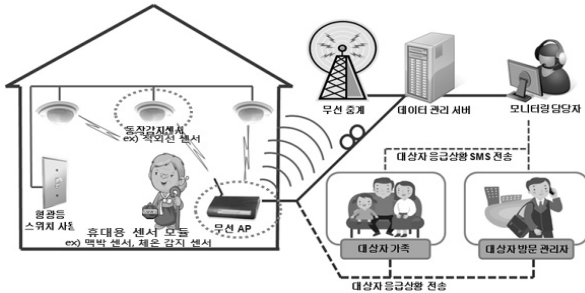 무선 중계
데이터 관리 서버
모니터링 담당자
동작감지센서
ex) 적외선 센서
대상자 응급상황 SMS 전송
형광등
스위치 사용
휴대용 센서 모듈
ex) 맥박 센서, 체온 감지 센서
무선 AP
대상자 가족
대상자 방문 관리자
대상자 응급상황 전송